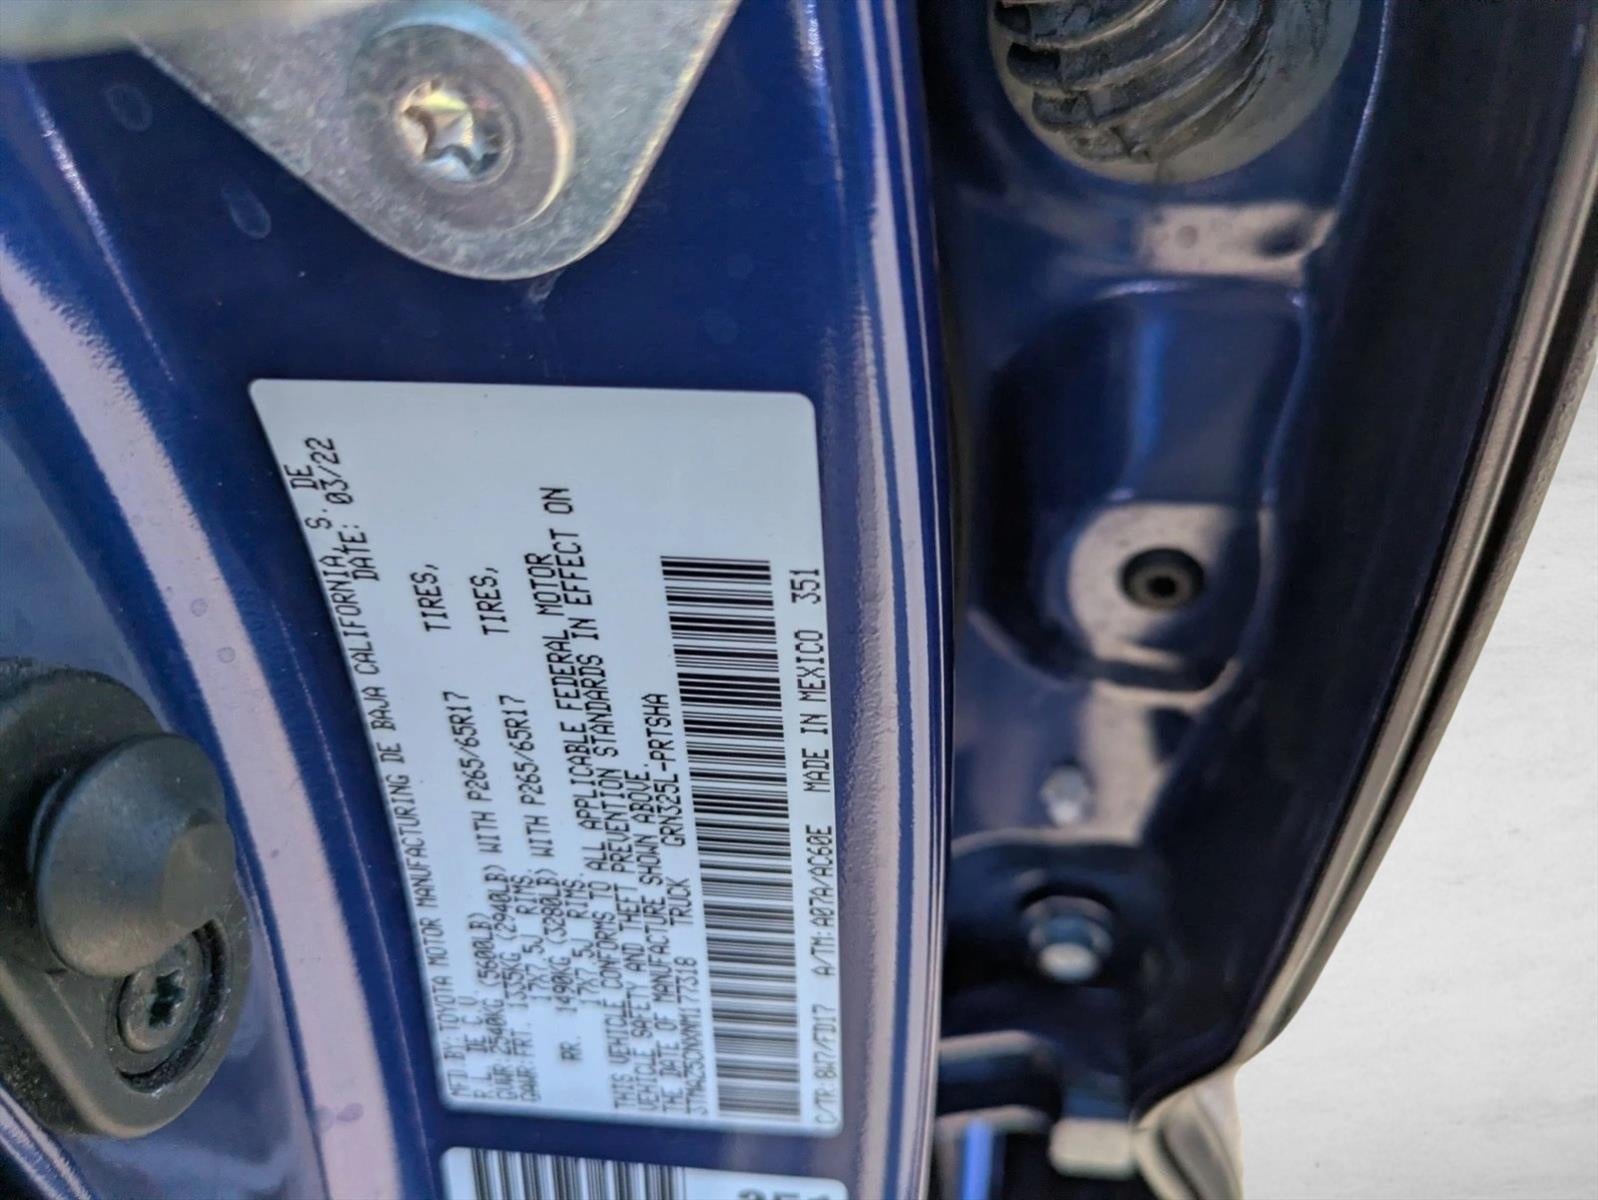 MFD BY: TOYOTA MOTOR MANUFACTURING DE BAJA CALIFORNIA, S. DE
R.L. DE C.V. DATE: 03/22
GVWR 2540KG (5600LB)
GAWR:FRT. 1335KG (2940LB) WITH P265/65R17 TIRES,
17X7.5J RIMS.
RR. 1490KG (3280LB) WITH P265/65R17 TIRES,
17X7.5J RIMS.
THIS VEHICLE CONFORMS TO ALL APPLICABLE FEDERAL MOTOR
VEHICLE SAFETY AND THEFT PREVENTION STANDARDS IN EFFECT ON
THE DATE OF MANUFACTURE SHOWN ABOVE.
3TMAZ5CNXNM177318 TRUCK GRN325L-PRTSHA
C/TR:8W7/FD17 A/TM:A07A/AC60E MADE IN MEXICO 351